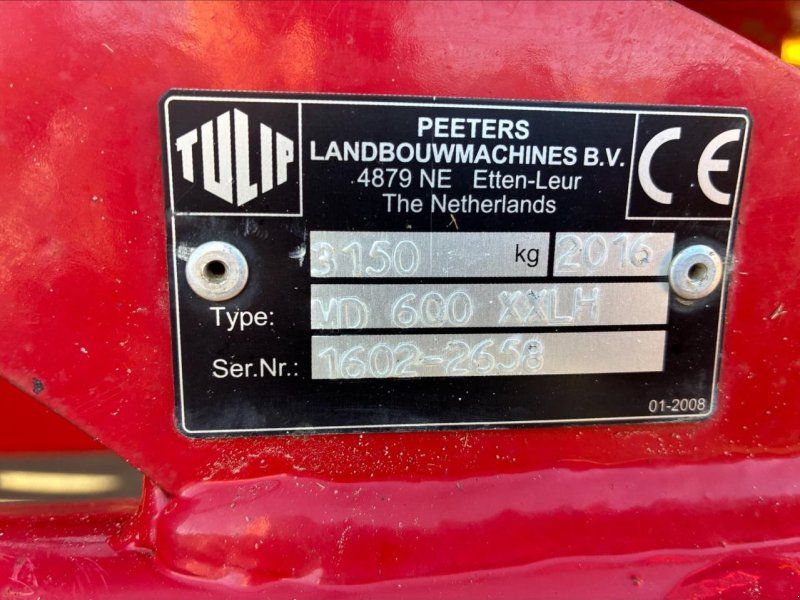 TULIP
PEETERS
LANDBOUWMACHINES B.V.
4879 NE Etten-Leur
The Netherlands
CE
3150 kg 2016
Type: MD 600 XXLH
Ser.Nr.: 1602-2658
01-2008